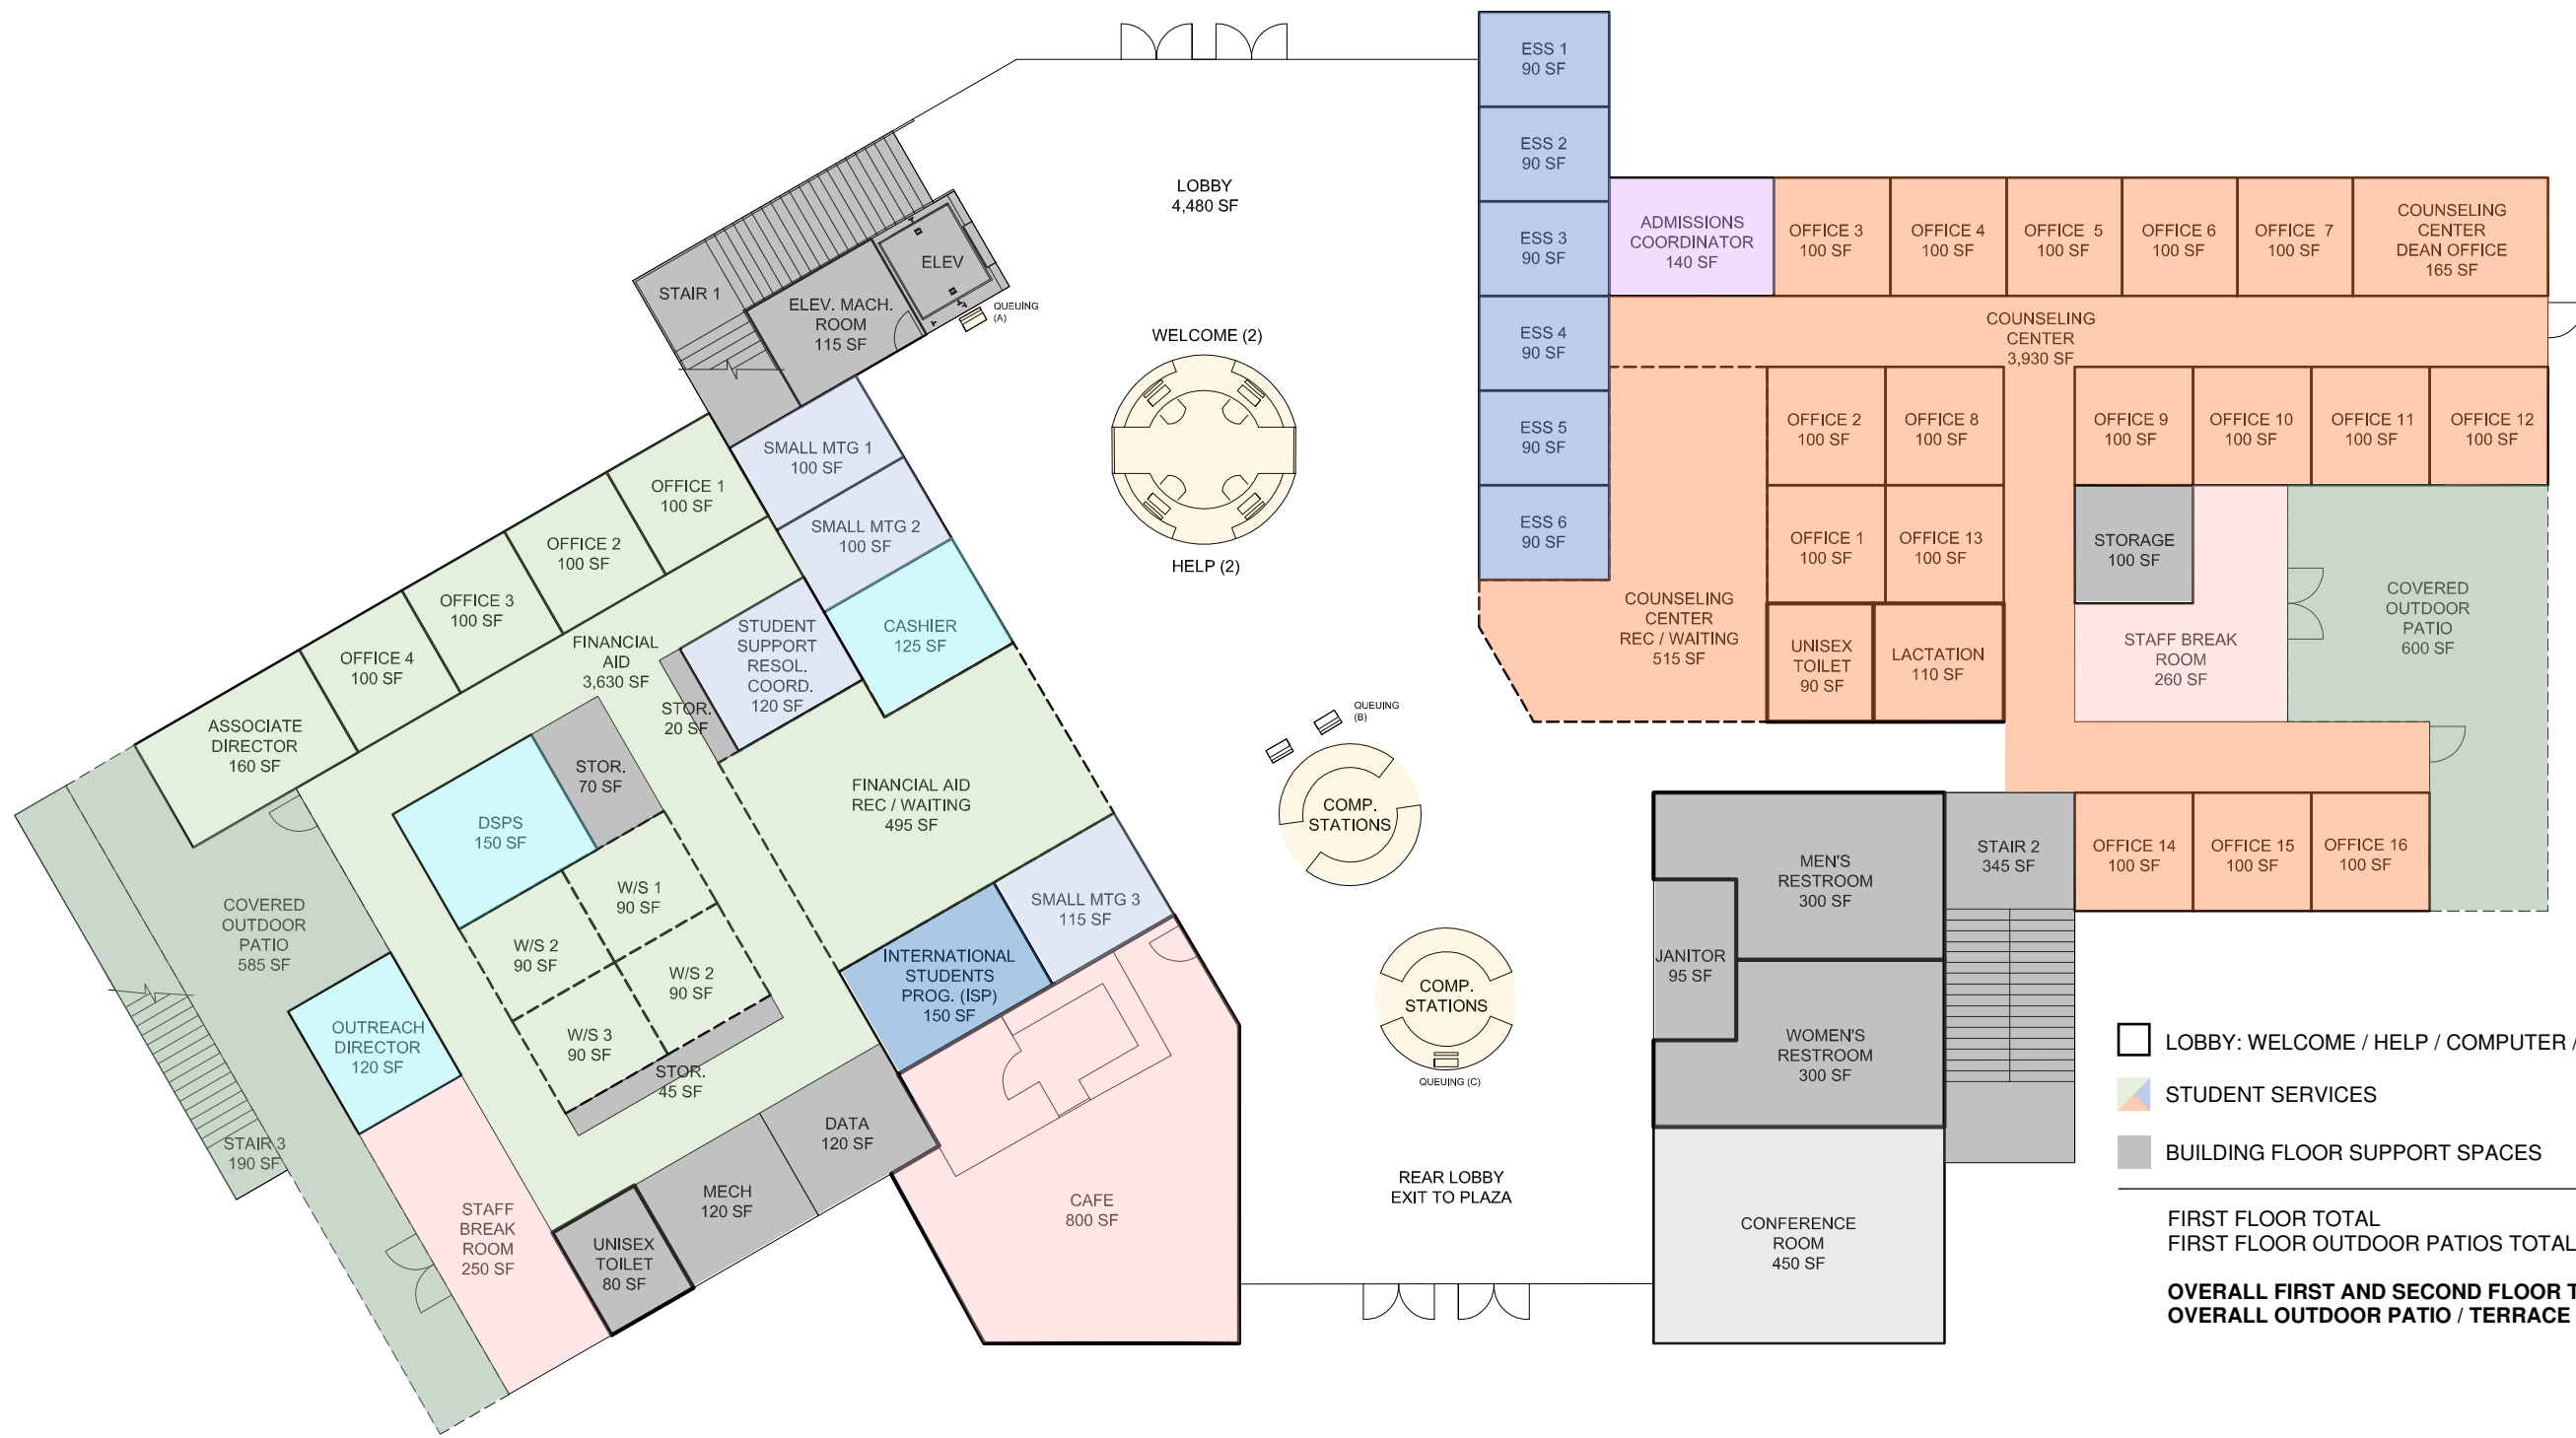 ESS 1
90 SF
ESS 2
90 SF
ESS 3
90 SF
ESS 4
90 SF
ESS 5
90 SF
ESS 6
90 SF
LOBBY
4,480 SF
ADMISSIONS
COORDINATOR
140 SF
OFFICE 3
100 SF
OFFICE 4
100 SF
OFFICE 5
100 SF
OFFICE 6
100 SF
OFFICE 7
100 SF
COUNSELING
CENTER
DEAN OFFICE
165 SF
COUNSELING
CENTER
3,930 SF
STAIR 1
ELEV
ELEV. MACH.
ROOM
115 SF
QUEUING
(A)
WELCOME (2)
HELP (2)
OFFICE 2
100 SF
OFFICE 8
100 SF
OFFICE 9
100 SF
OFFICE 10
100 SF
OFFICE 11
100 SF
OFFICE 12
100 SF
OFFICE 1
100 SF
OFFICE 13
100 SF
STORAGE
100 SF
COUNSELING
CENTER
REC / WAITING
515 SF
UNISEX
TOILET
90 SF
LACTATION
110 SF
STAFF BREAK
ROOM
260 SF
COVERED
OUTDOOR
PATIO
600 SF
SMALL MTG 1
100 SF
SMALL MTG 2
100 SF
CASHIER
125 SF
OFFICE 1
100 SF
OFFICE 2
100 SF
OFFICE 3
100 SF
OFFICE 4
100 SF
ASSOCIATE
DIRECTOR
160 SF
FINANCIAL
AID
3,630 SF
STUDENT
SUPPORT
RESOL.
COORD.
120 SF
STOR.
20 SF
STOR.
70 SF
DSPS
150 SF
FINANCIAL AID
REC / WAITING
495 SF
QUEUING
(B)
COMP.
STATIONS
COMP.
STATIONS
QUEUING (C)
W/S 1
90 SF
W/S 2
90 SF
W/S 2
90 SF
W/S 3
90 SF
STOR.
45 SF
SMALL MTG 3
115 SF
INTERNATIONAL
STUDENTS
PROG. (ISP)
150 SF
COVERED
OUTDOOR
PATIO
585 SF
OUTREACH
DIRECTOR
120 SF
STAIR 3
190 SF
STAFF
BREAK
ROOM
250 SF
UNISEX
TOILET
80 SF
MECH
120 SF
DATA
120 SF
CAFE
800 SF
REAR LOBBY
EXIT TO PLAZA
MEN'S
RESTROOM
300 SF
JANITOR
95 SF
WOMEN'S
RESTROOM
300 SF
CONFERENCE
ROOM
450 SF
STAIR 2
345 SF
OFFICE 14
100 SF
OFFICE 15
100 SF
OFFICE 16
100 SF
LOBBY: WELCOME / HELP / COMPUTER /
STUDENT SERVICES
BUILDING FLOOR SUPPORT SPACES
FIRST FLOOR TOTAL
FIRST FLOOR OUTDOOR PATIOS TOTAL
OVERALL FIRST AND SECOND FLOOR T
OVERALL OUTDOOR PATIO / TERRACE